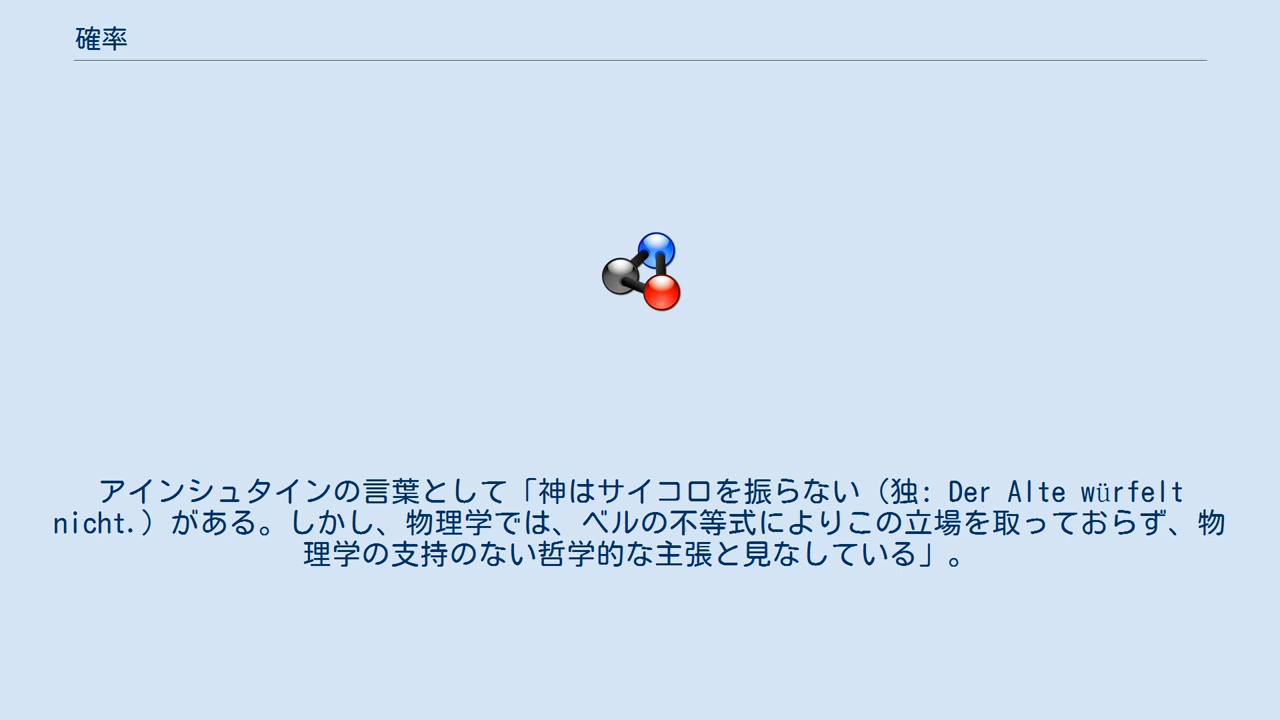 確率
アインシュタインの言葉として「神はサイコロを振らない（独: Der Alte würfelt
nicht.）がある。しかし、物理学では、ベルの不等式によりこの立場を取っておらず、物
理学の支持のない哲学的な主張と見なしている」。